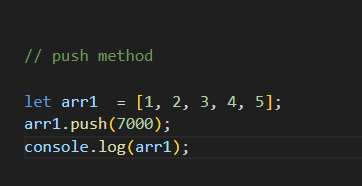 // push method
let arr1  = [1, 2, 3, 4, 5];
arr1.push(7000);
console.log(arr1);